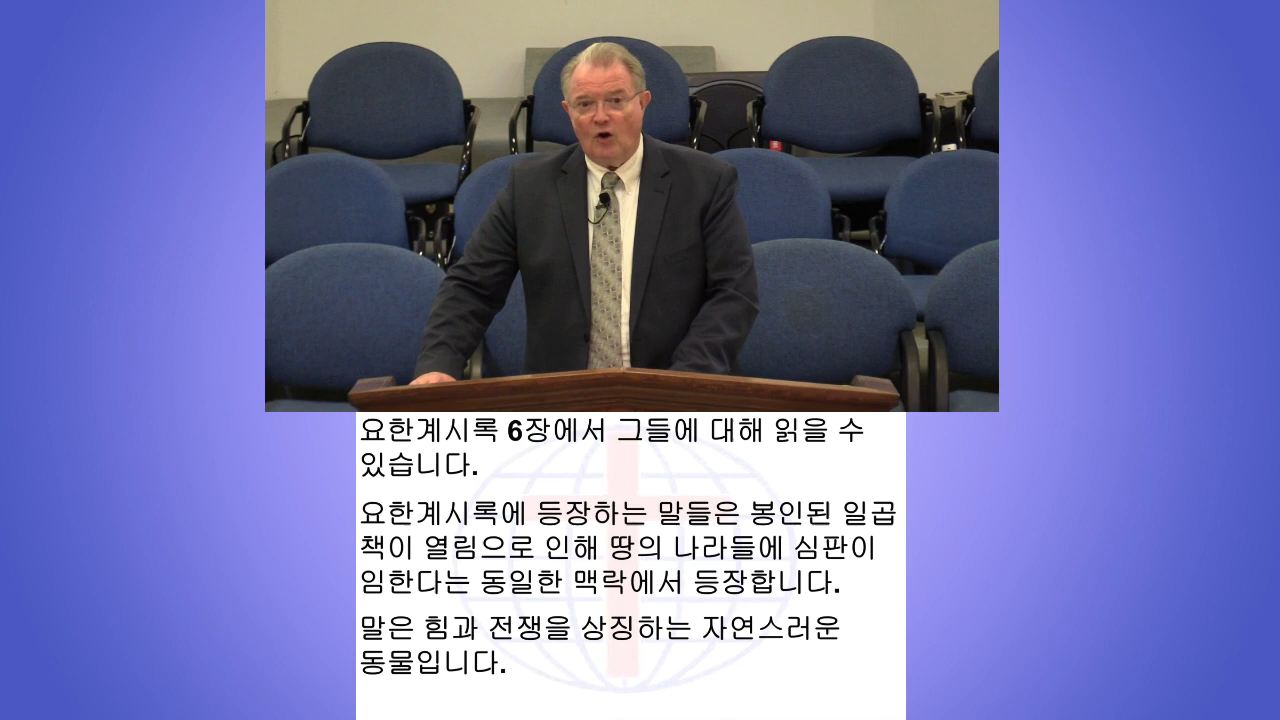 요한계시록 6장에서 그들에 대해 읽을 수
있습니다.
요한계시록에 등장하는 말들은 봉인된 일곱
책이 열림으로 인해 땅의 나라들에 심판이
임한다는 동일한 맥락에서 등장합니다.
말은 힘과 전쟁을 상징하는 자연스러운
동물입니다.